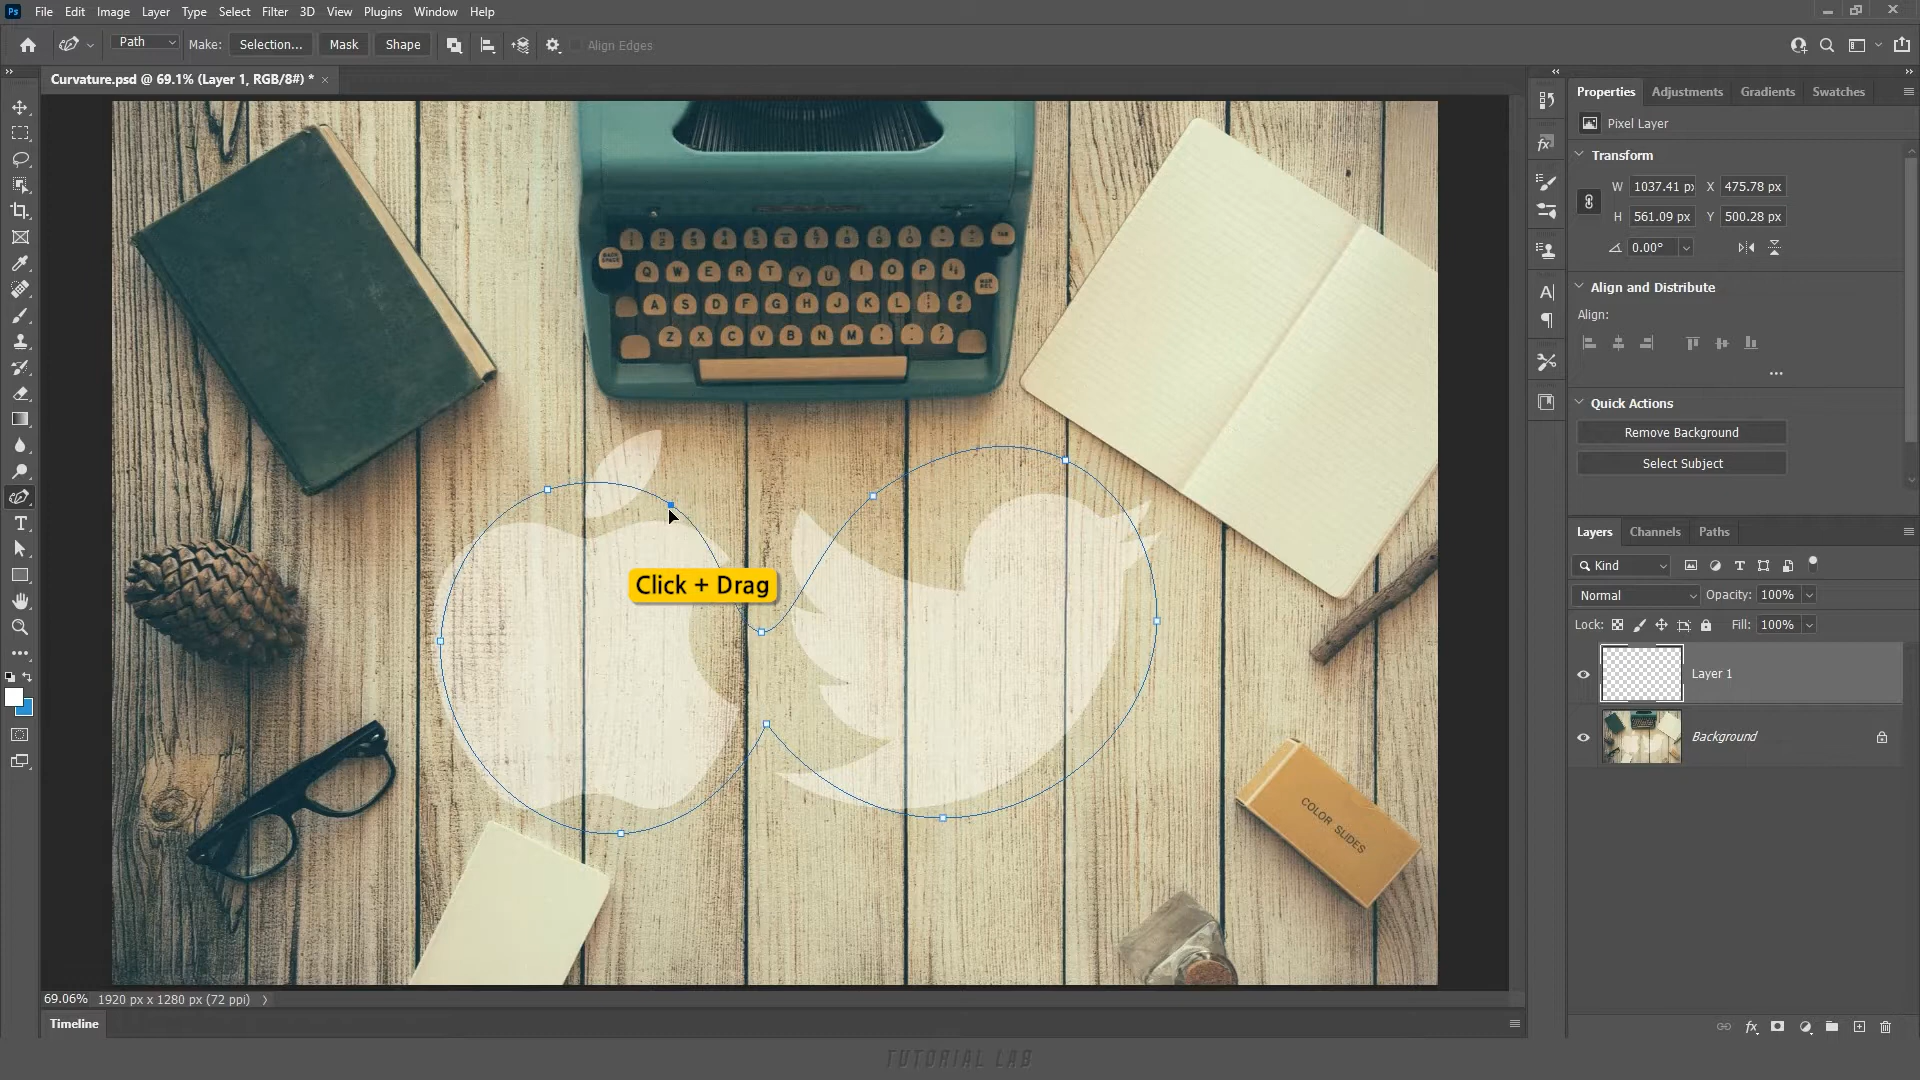 Ps File Edit Image Layer Type Select Filter 3D View Plugins Window Help
Path Make: Selection... Mask Shape Align Edges
Curvature.psd @ 69.1% (Layer 1, RGB/8#) *
Properties Adjustments Gradients Swatches
Pixel Layer
Transform
W 1037.41 px X 475.78 px
H 561.09 px Y 500.28 px
0.00°
Align and Distribute
Align:
Quick Actions
Remove Background
Select Subject
Layers Channels Paths
Kind
Normal Opacity: 100%
Lock: Fill: 100%
Layer 1
Background
Q W E R T Y U I O P
A S D F G H J K L
Z X C V B N M
Click + Drag
COLOR SLIDES
69.06% 1920 px x 1280 px (72 ppi)
Timeline
TUTORIAL LAB